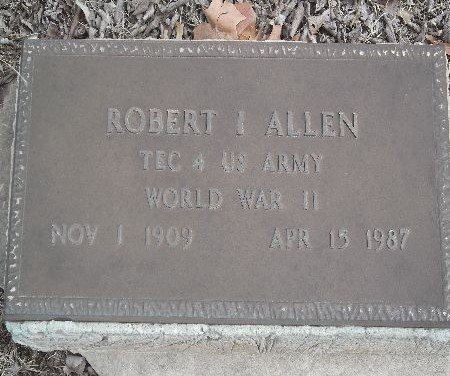 ROBERT I ALLEN
TEC 4 US ARMY
WORLD WAR II
NOV 1 1909 APR 15 1987